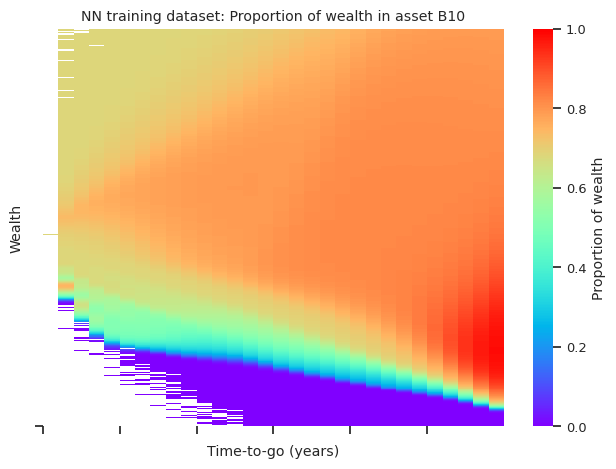 NN training dataset: Proportion of wealth in asset B10
Wealth
Time-to-go (years)
1.0
0.8
0.6
0.4
0.2
0.0
Proportion of wealth